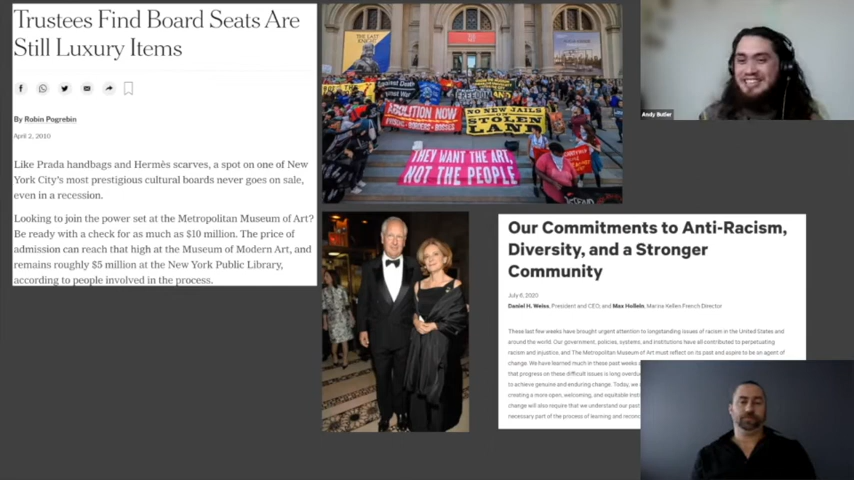 Trustees Find Board Seats Are
Still Luxury Items
By Robin Pogrebin
April 2, 2010
Like Prada handbags and Hermès scarves, a spot on one of New
York City's most prestigious cultural boards never goes on sale,
even in a recession.
Looking to join the power set at the Metropolitan Museum of Art?
Be ready with a check for as much as $10 million. The price of
admission can reach that high at the Museum of Modern Art, and
remains roughly $5 million at the New York Public Library,
according to people involved in the process.
THE LAST KNIGHT
ABOLITION NOW
NO NEW JAILS
STOLEN LAND
THEY WANT THE ART,
NOT THE PEOPLE
Andy Butler
Our Commitments to Anti-Racism,
Diversity, and a Stronger
Community
July 6, 2020
Daniel H. Weiss, President and CEO, and Max Hollein, Marina Kellen French Director
These last few weeks have brought urgent attention to longstanding issues of racism in the United States and
around the world. Our government, policies, systems, and institutions have all contributed to perpetuating
racism and injustice, and The Metropolitan Museum of Art must reflect on its past and aspire to be an agent of
change. We have learned much in these past weeks
that progress on these difficult issues is long overdue
to achieve genuine and enduring change. Today, we
creating a more open, welcoming, and equitable
change will also require that we understand our past
necessary part of the process of learning and